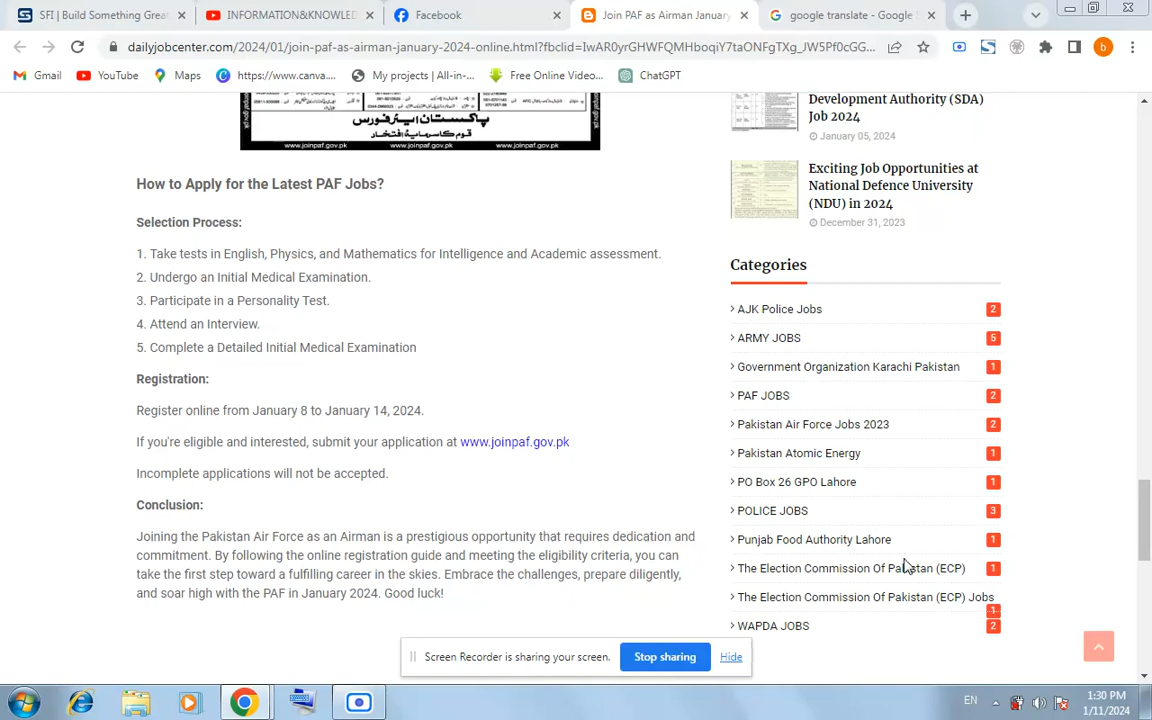 SFI | Build Something Grea
INFORMATION&KNOWLED
Facebook
Join PAF as Airman January
google translate - Google
dailyjobcenter.com/2024/01/join-paf-as-airman-january-2024-online.html?fbclid=IwAR0yrGHWFQMHboqiY7taONFgTXg_JW5Pf0cGG...
b
Gmail
YouTube
Maps
https://www.canva....
My projects | All-in-...
Free Online Video...
ChatGPT
پاکستان ایئر فورس
قوم کا سرمایۂ افتخار
www.joinpaf.gov.pk www.joinpaf.gov.pk www.joinpaf.gov.pk
How to Apply for the Latest PAF Jobs?
Selection Process:
1. Take tests in English, Physics, and Mathematics for Intelligence and Academic assessment.
2. Undergo an Initial Medical Examination.
3. Participate in a Personality Test.
4. Attend an Interview.
5. Complete a Detailed Initial Medical Examination
Registration:
Register online from January 8 to January 14, 2024.
If you're eligible and interested, submit your application at www.joinpaf.gov.pk
Incomplete applications will not be accepted.
Conclusion:
Joining the Pakistan Air Force as an Airman is a prestigious opportunity that requires dedication and
commitment. By following the online registration guide and meeting the eligibility criteria, you can
take the first step toward a fulfilling career in the skies. Embrace the challenges, prepare diligently,
and soar high with the PAF in January 2024. Good luck!
Development Authority (SDA)
Job 2024
January 05, 2024
Exciting Job Opportunities at
National Defence University
(NDU) in 2024
December 31, 2023
Categories
AJK Police Jobs 2
ARMY JOBS 5
Government Organization Karachi Pakistan 1
PAF JOBS 2
Pakistan Air Force Jobs 2023 2
Pakistan Atomic Energy 1
PO Box 26 GPO Lahore 1
POLICE JOBS 3
Punjab Food Authority Lahore 1
The Election Commission Of Pakistan (ECP) 1
The Election Commission Of Pakistan (ECP) Jobs
1
WAPDA JOBS 2
Screen Recorder is sharing your screen.
Stop sharing
Hide
EN
1:30 PM
1/11/2024